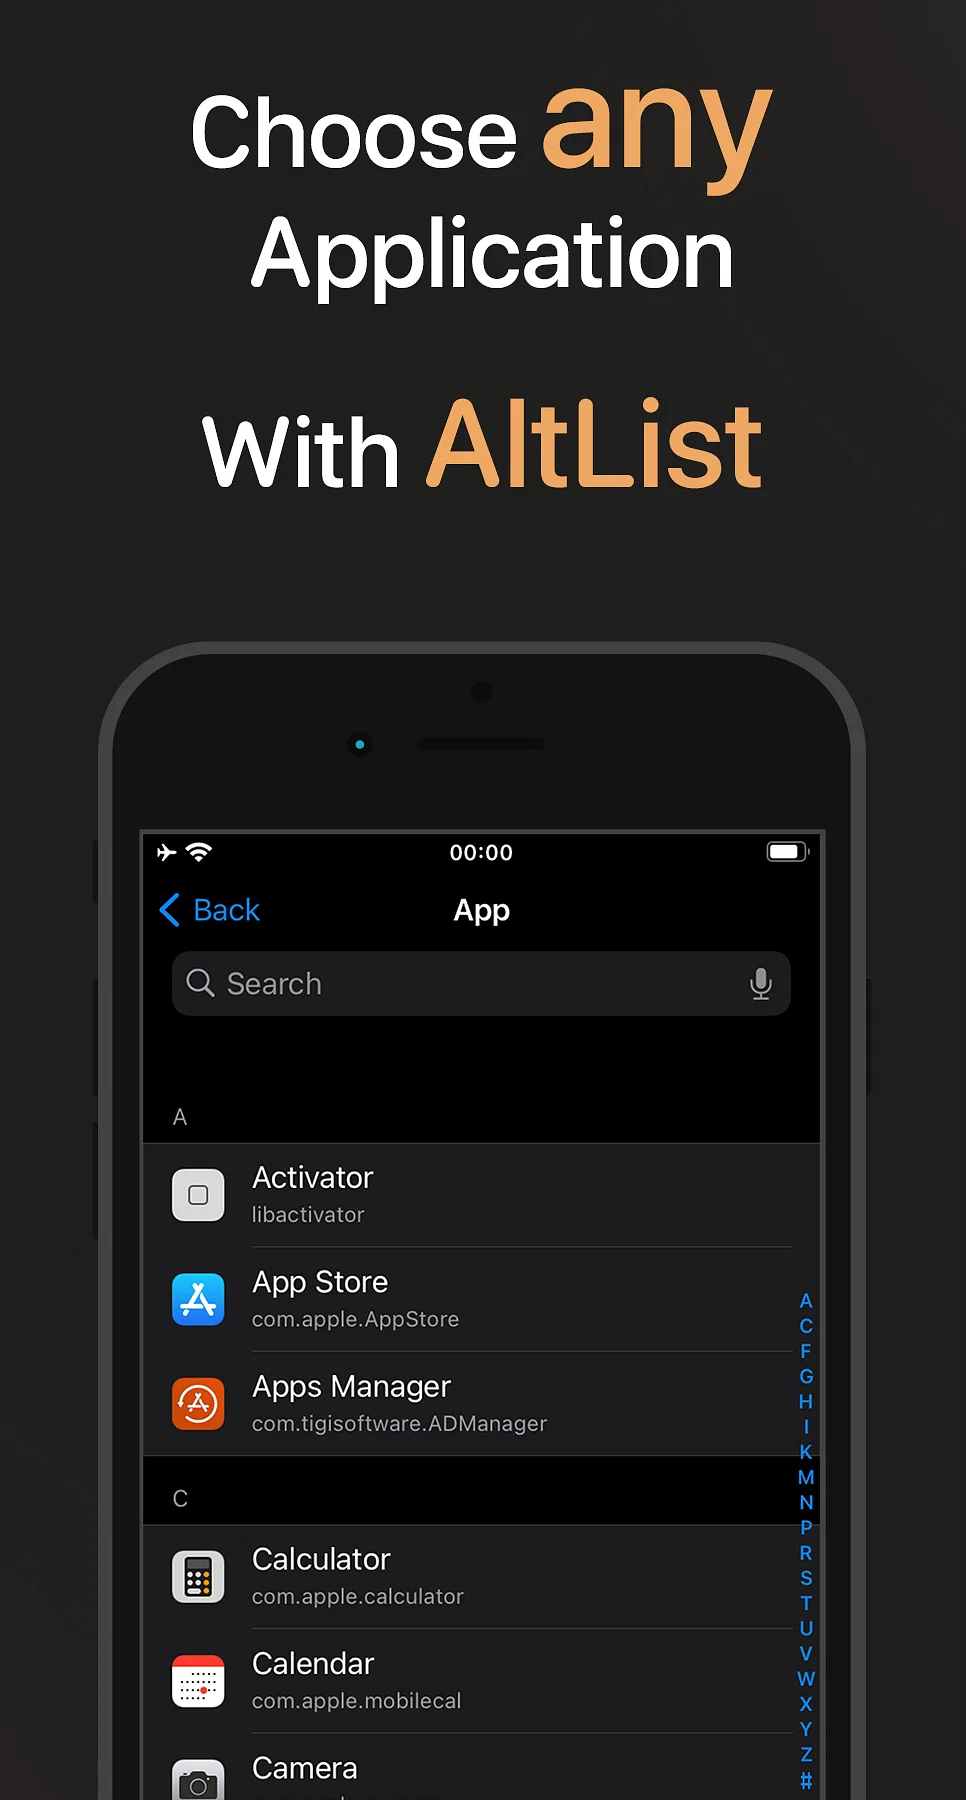 Choose any
Application
With AltList
00:00
Back
App
Search
A
Activator
libactivator
App Store
com.apple.AppStore
Apps Manager
com.tigisoftware.ADManager
C
Calculator
com.apple.calculator
Calendar
com.apple.mobilecal
Camera
A
C
F
G
H
I
K
M
N
P
R
S
T
U
V
W
X
Y
Z
#